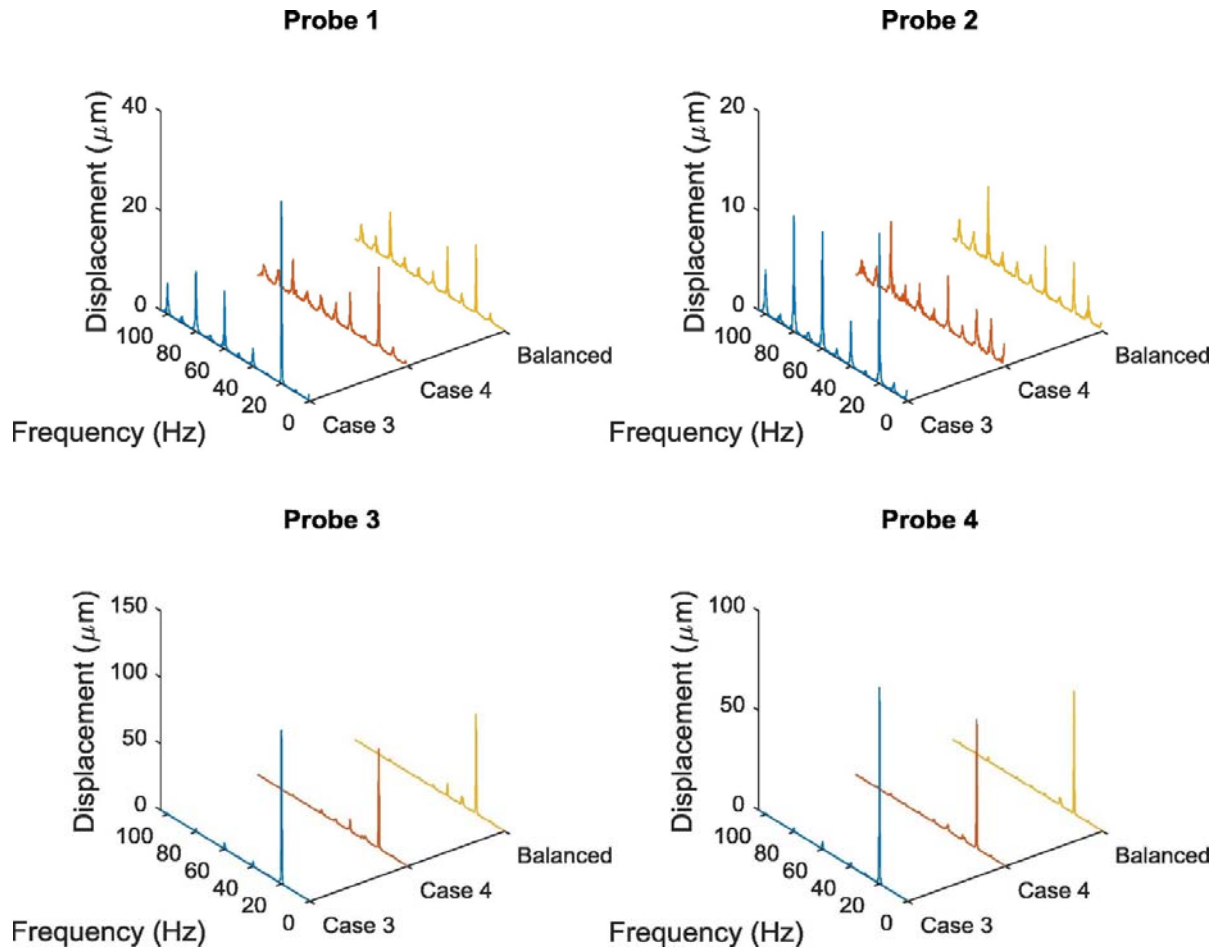 Probe 1
Displacement (μm)
40
20
0
100
80
60
40
20
0
Frequency (Hz)
Case 3
Case 4
Balanced
Probe 2
Displacement (μm)
20
10
0
100
80
60
40
20
0
Frequency (Hz)
Case 3
Case 4
Balanced
Probe 3
Displacement (μm)
150
100
50
0
100
80
60
40
20
0
Frequency (Hz)
Case 3
Case 4
Balanced
Probe 4
Displacement (μm)
100
50
0
100
80
60
40
20
0
Frequency (Hz)
Case 3
Case 4
Balanced